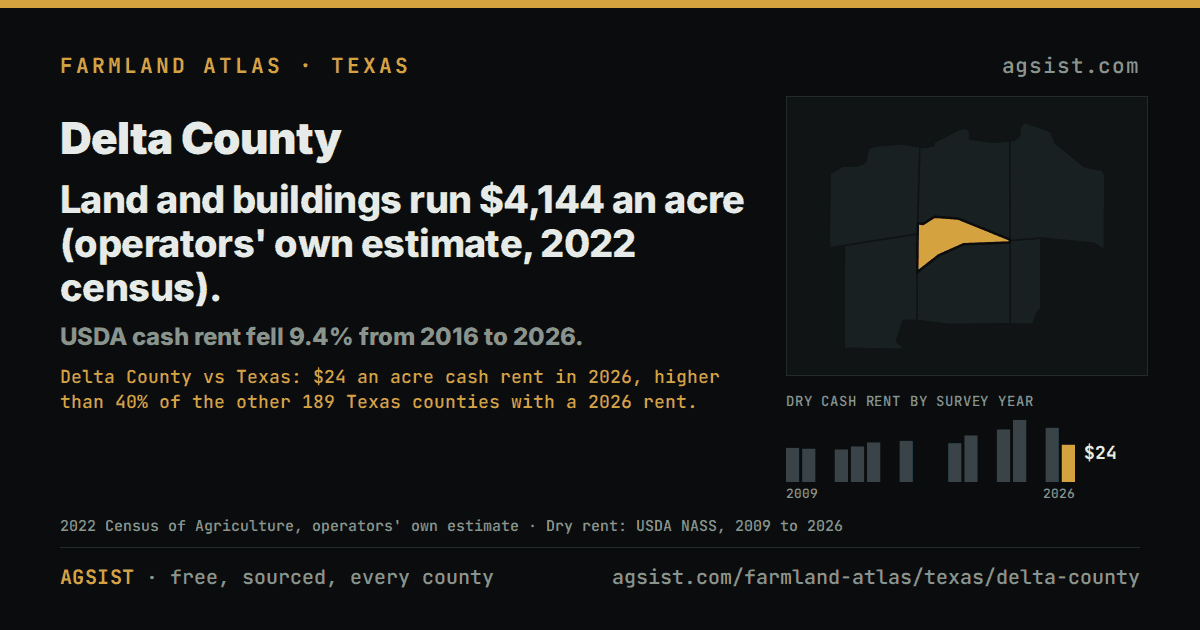 FARMLAND ATLAS · TEXAS
agsist.com
Delta County
Land and buildings run $4,144 an acre
(operators' own estimate, 2022
census).
USDA cash rent fell 9.4% from 2016 to 2026.
Delta County vs Texas: $24 an acre cash rent in 2026, higher
than 40% of the other 189 Texas counties with a 2026 rent.
DRY CASH RENT BY SURVEY YEAR
$24
2009
2026
2022 Census of Agriculture, operators' own estimate · Dry rent: USDA NASS, 2009 to 2026
AGSIST · free, sourced, every county
agsist.com/farmland-atlas/texas/delta-county